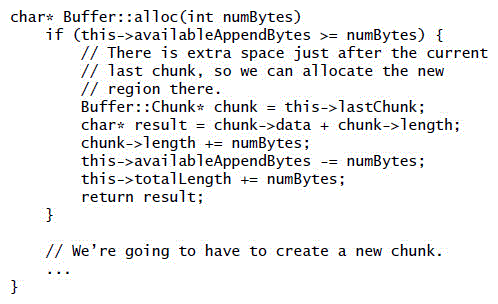 char* Buffer::alloc(int numBytes)
    if (this->availableAppendBytes >= numBytes) {
        // There is extra space just after the current
        // last chunk, so we can allocate the new
        // region there.
        Buffer::Chunk* chunk = this->lastChunk;
        char* result = chunk->data + chunk->length;
        chunk->length += numBytes;
        this->availableAppendBytes -= numBytes;
        this->totalLength += numBytes;
        return result;
    }

    // We’re going to have to create a new chunk.
    ...
}